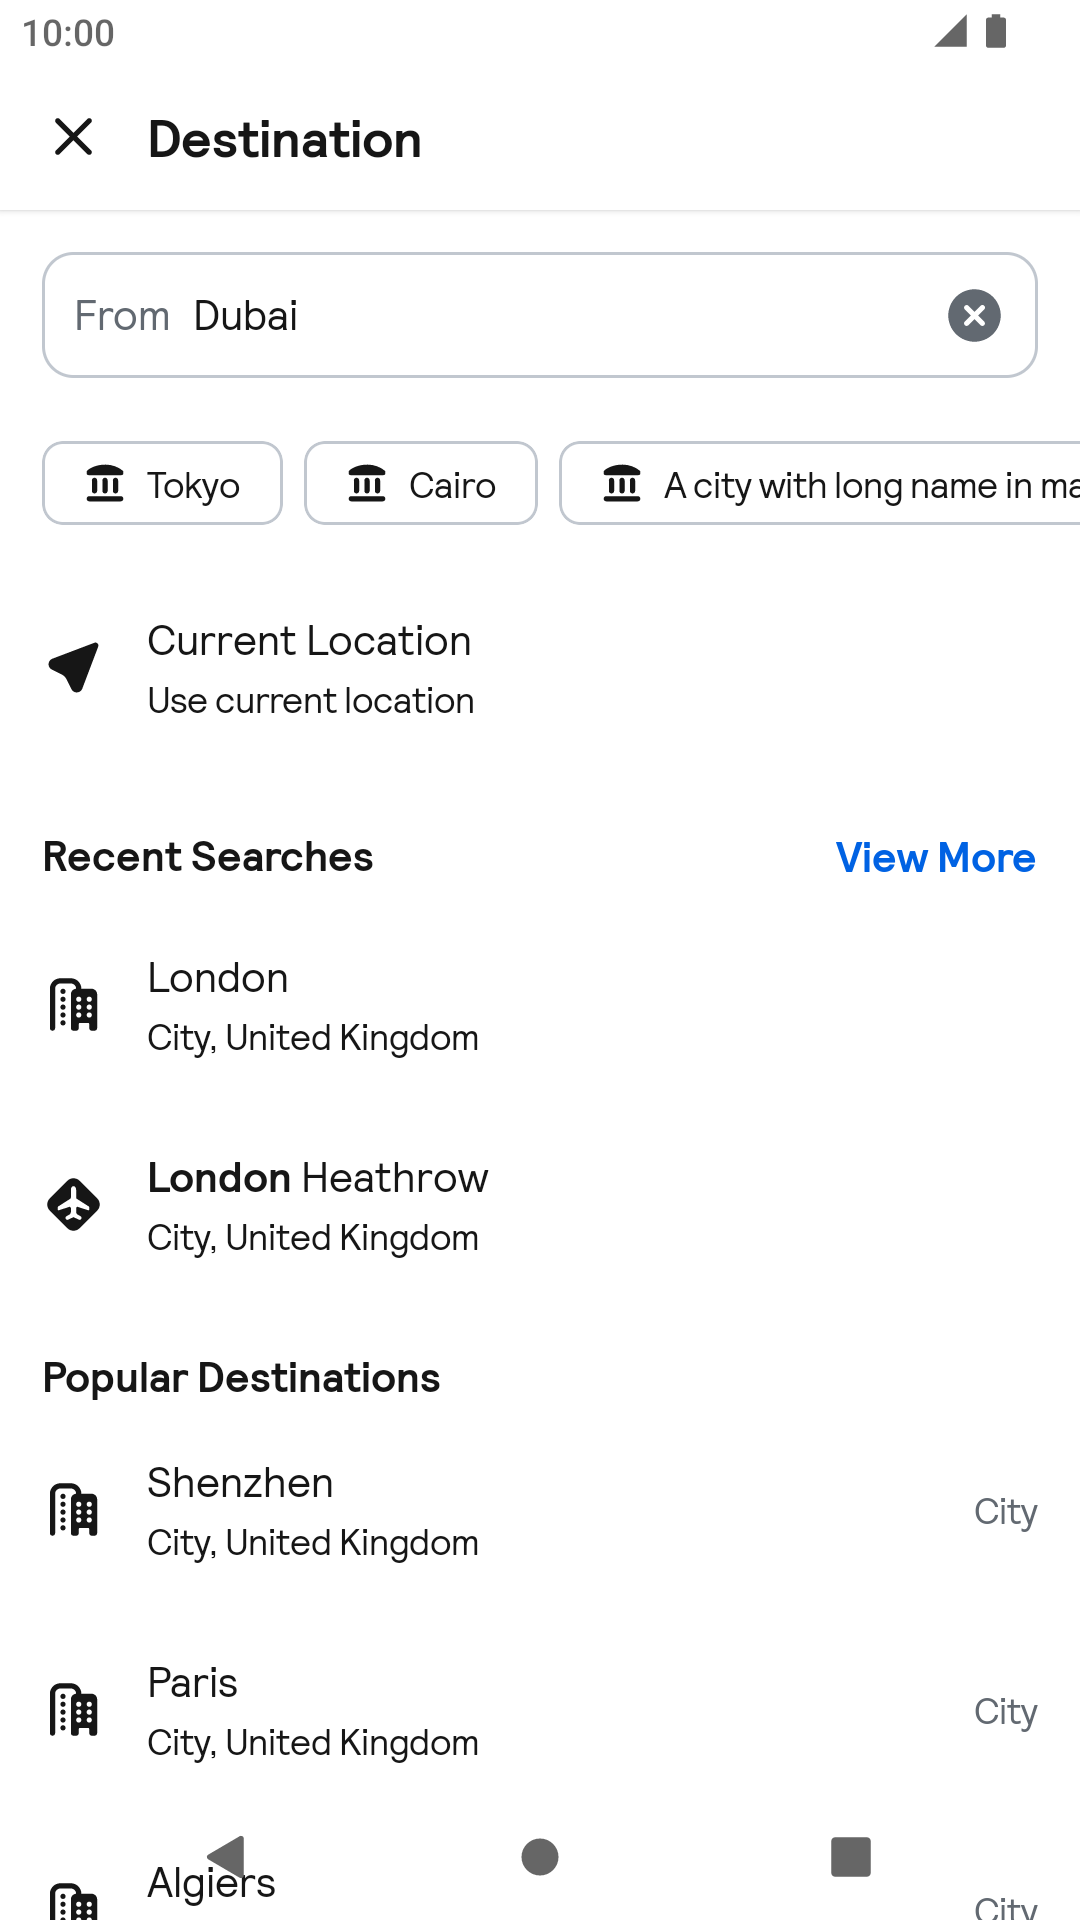 10:00
Destination
From Dubai
Tokyo Cairo A city with long name in ma
Current Location
Use current location
Recent Searches View More
London
City, United Kingdom
London Heathrow
City, United Kingdom
Popular Destinations
Shenzhen
City, United Kingdom
City
Paris
City, United Kingdom
City
Algiers
City